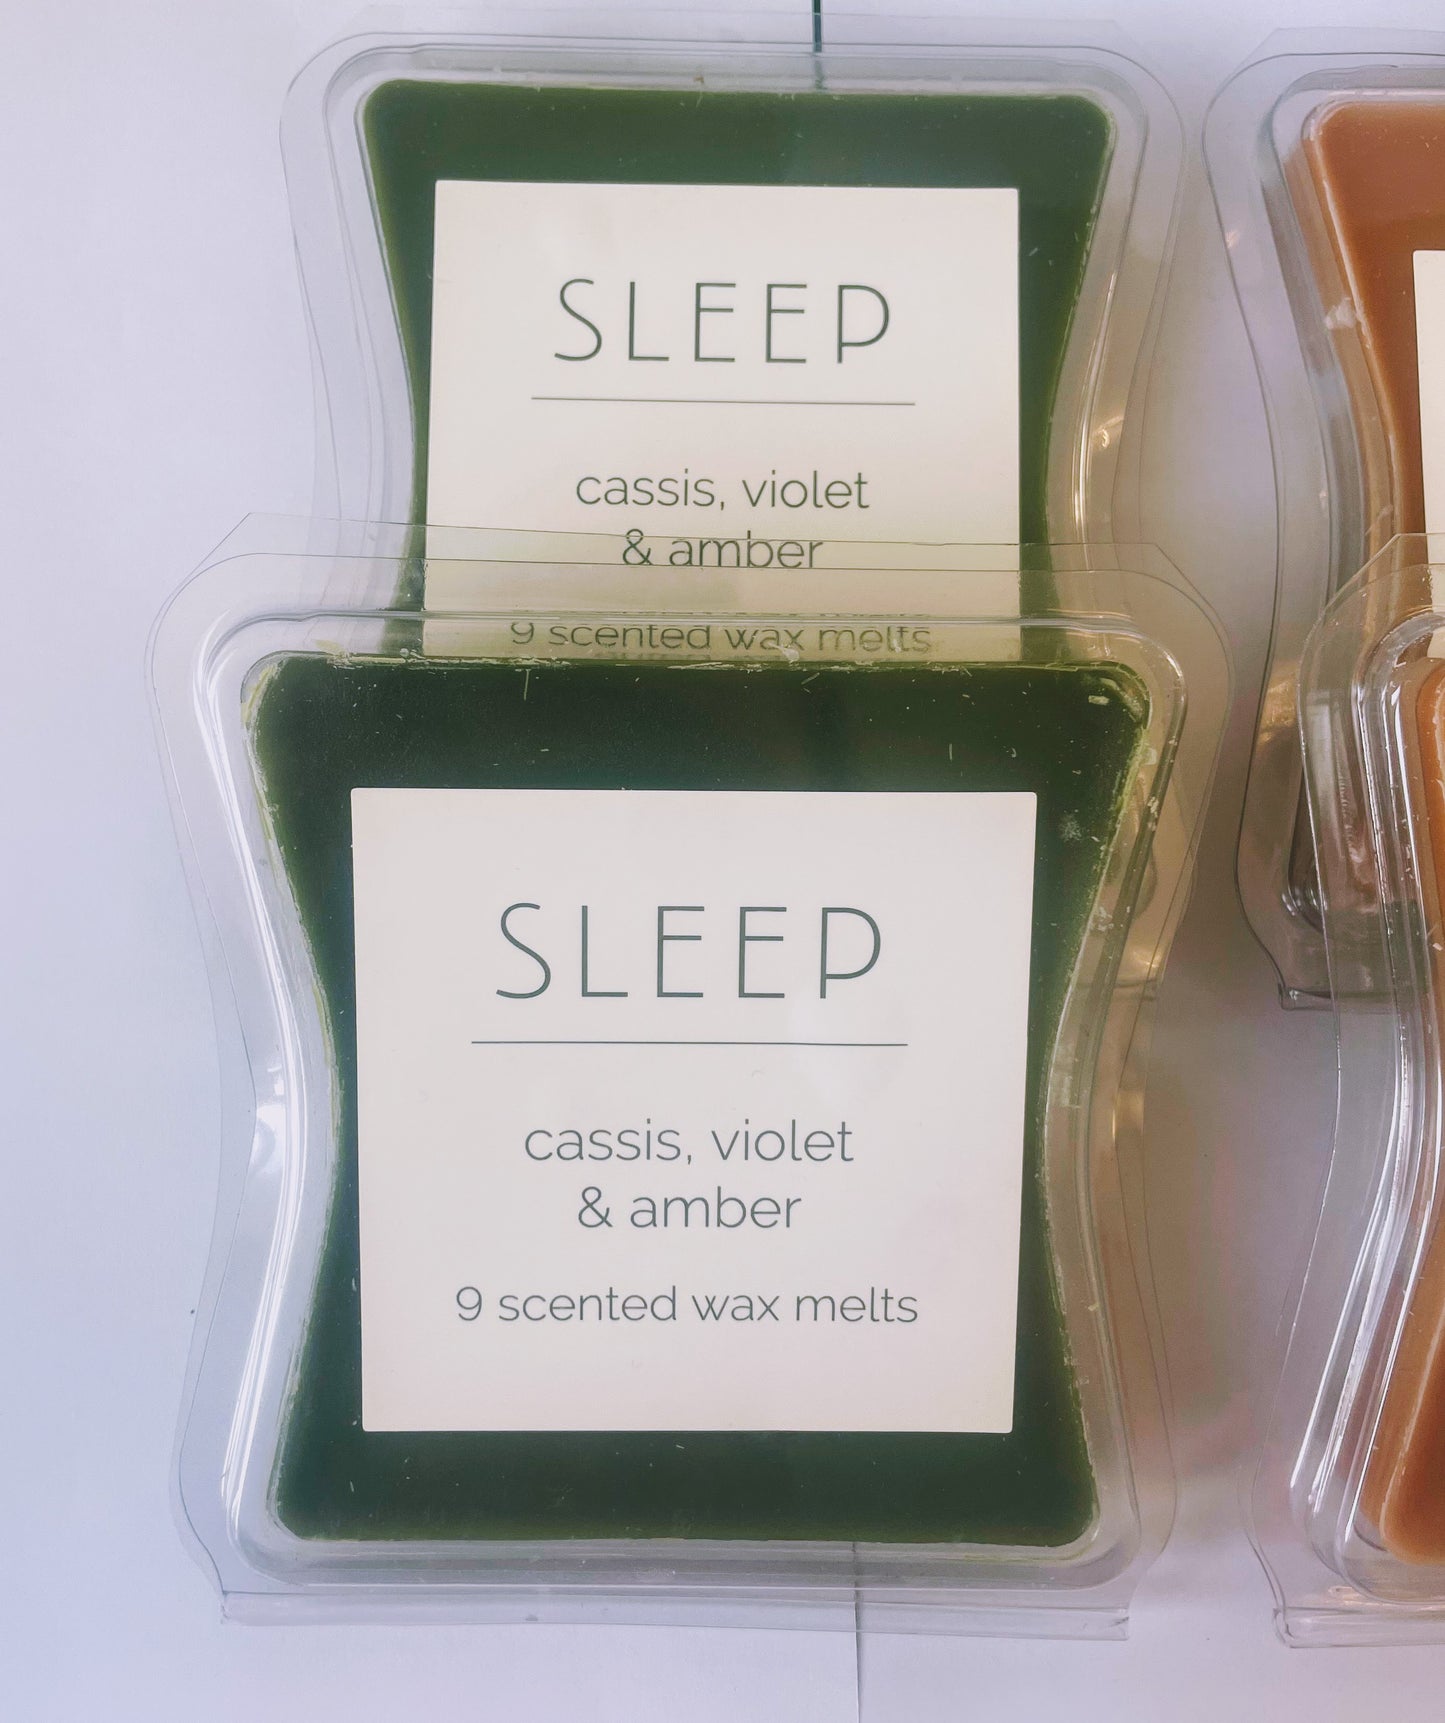 SLEEP
cassis, violet
& amber
9 scented wax melts
SLEEP
cassis, violet
& amber
9 scented wax melts